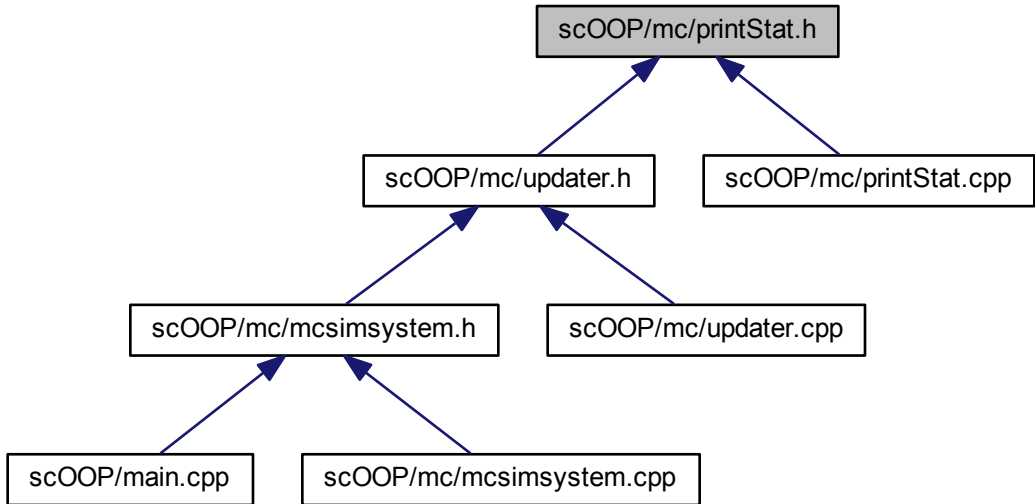 scOOP/mc/printStat.h
scOOP/mc/updater.h
scOOP/mc/printStat.cpp
scOOP/mc/mcsimsystem.h
scOOP/mc/updater.cpp
scOOP/main.cpp
scOOP/mc/mcsimsystem.cpp